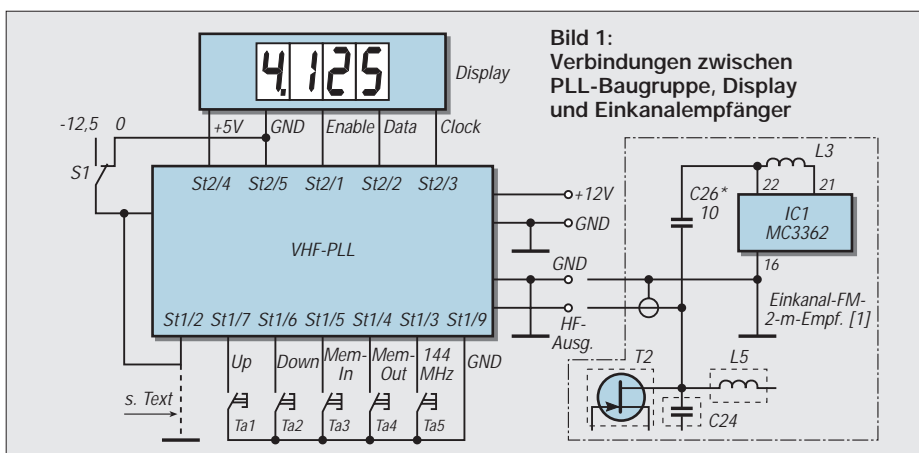 Bild 1:
Verbindungen zwischen
PLL-Baugruppe, Display
und Einkanalempfänger
4.125
Display
-12,5 0
S1
+5V GND Enable Data Clock
St2/4 St2/5 St2/1 St2/2 St2/3
VHF-PLL
+12V
GND
GND
HF-
Ausg.
St1/2 St1/7 St1/6 St1/5 St1/4 St1/3 St1/9
Up Down Mem-
In Mem-
Out 144
MHz GND
s. Text
Ta1 Ta2 Ta3 Ta4 Ta5
L3
22 21
C26*
10
IC1
MC3362
16
Einkanal-FM-
2-m-Empf. [1]
T2
L5
C24